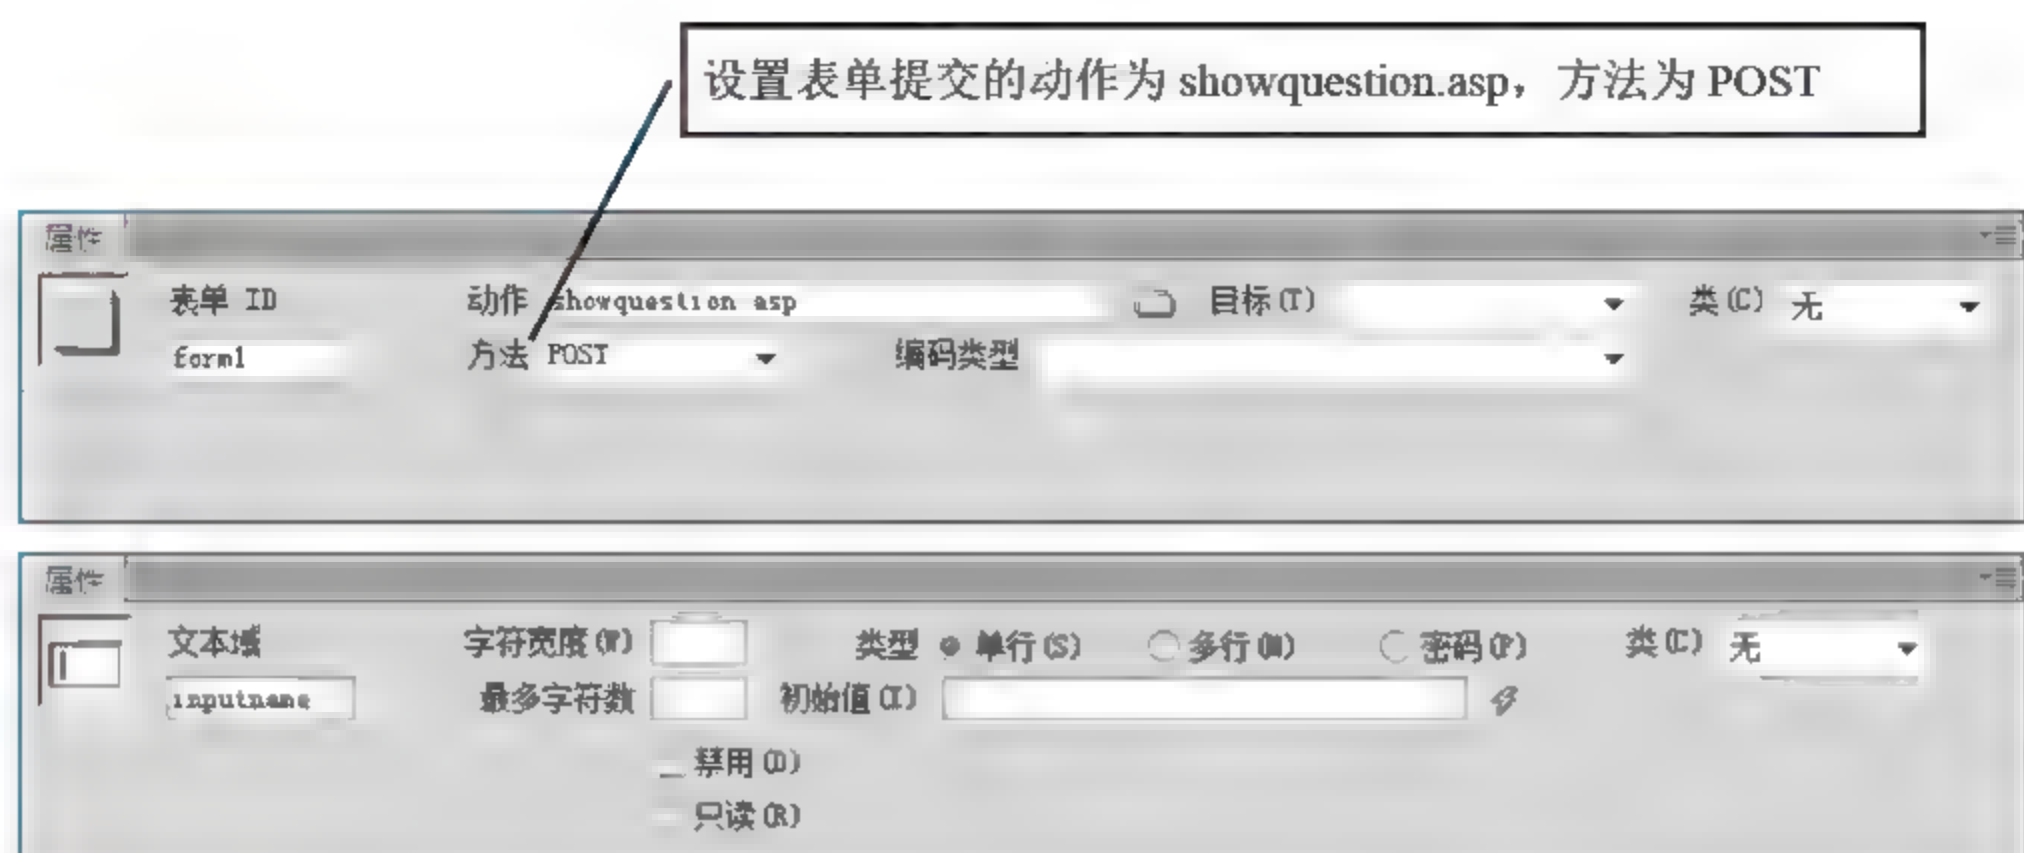 设置表单提交的动作为 showquestion.asp，方法为 POST
属性
表单 ID 动作 showquestion asp 目标(T) 类(C) 无
form1 方法 POST 编码类型
属性
文本域 字符宽度(W) 类型 单行(S) 多行(M) 密码(P) 类(C) 无
inputname 最多字符数 初始值(I)
禁用(D)
只读(R)